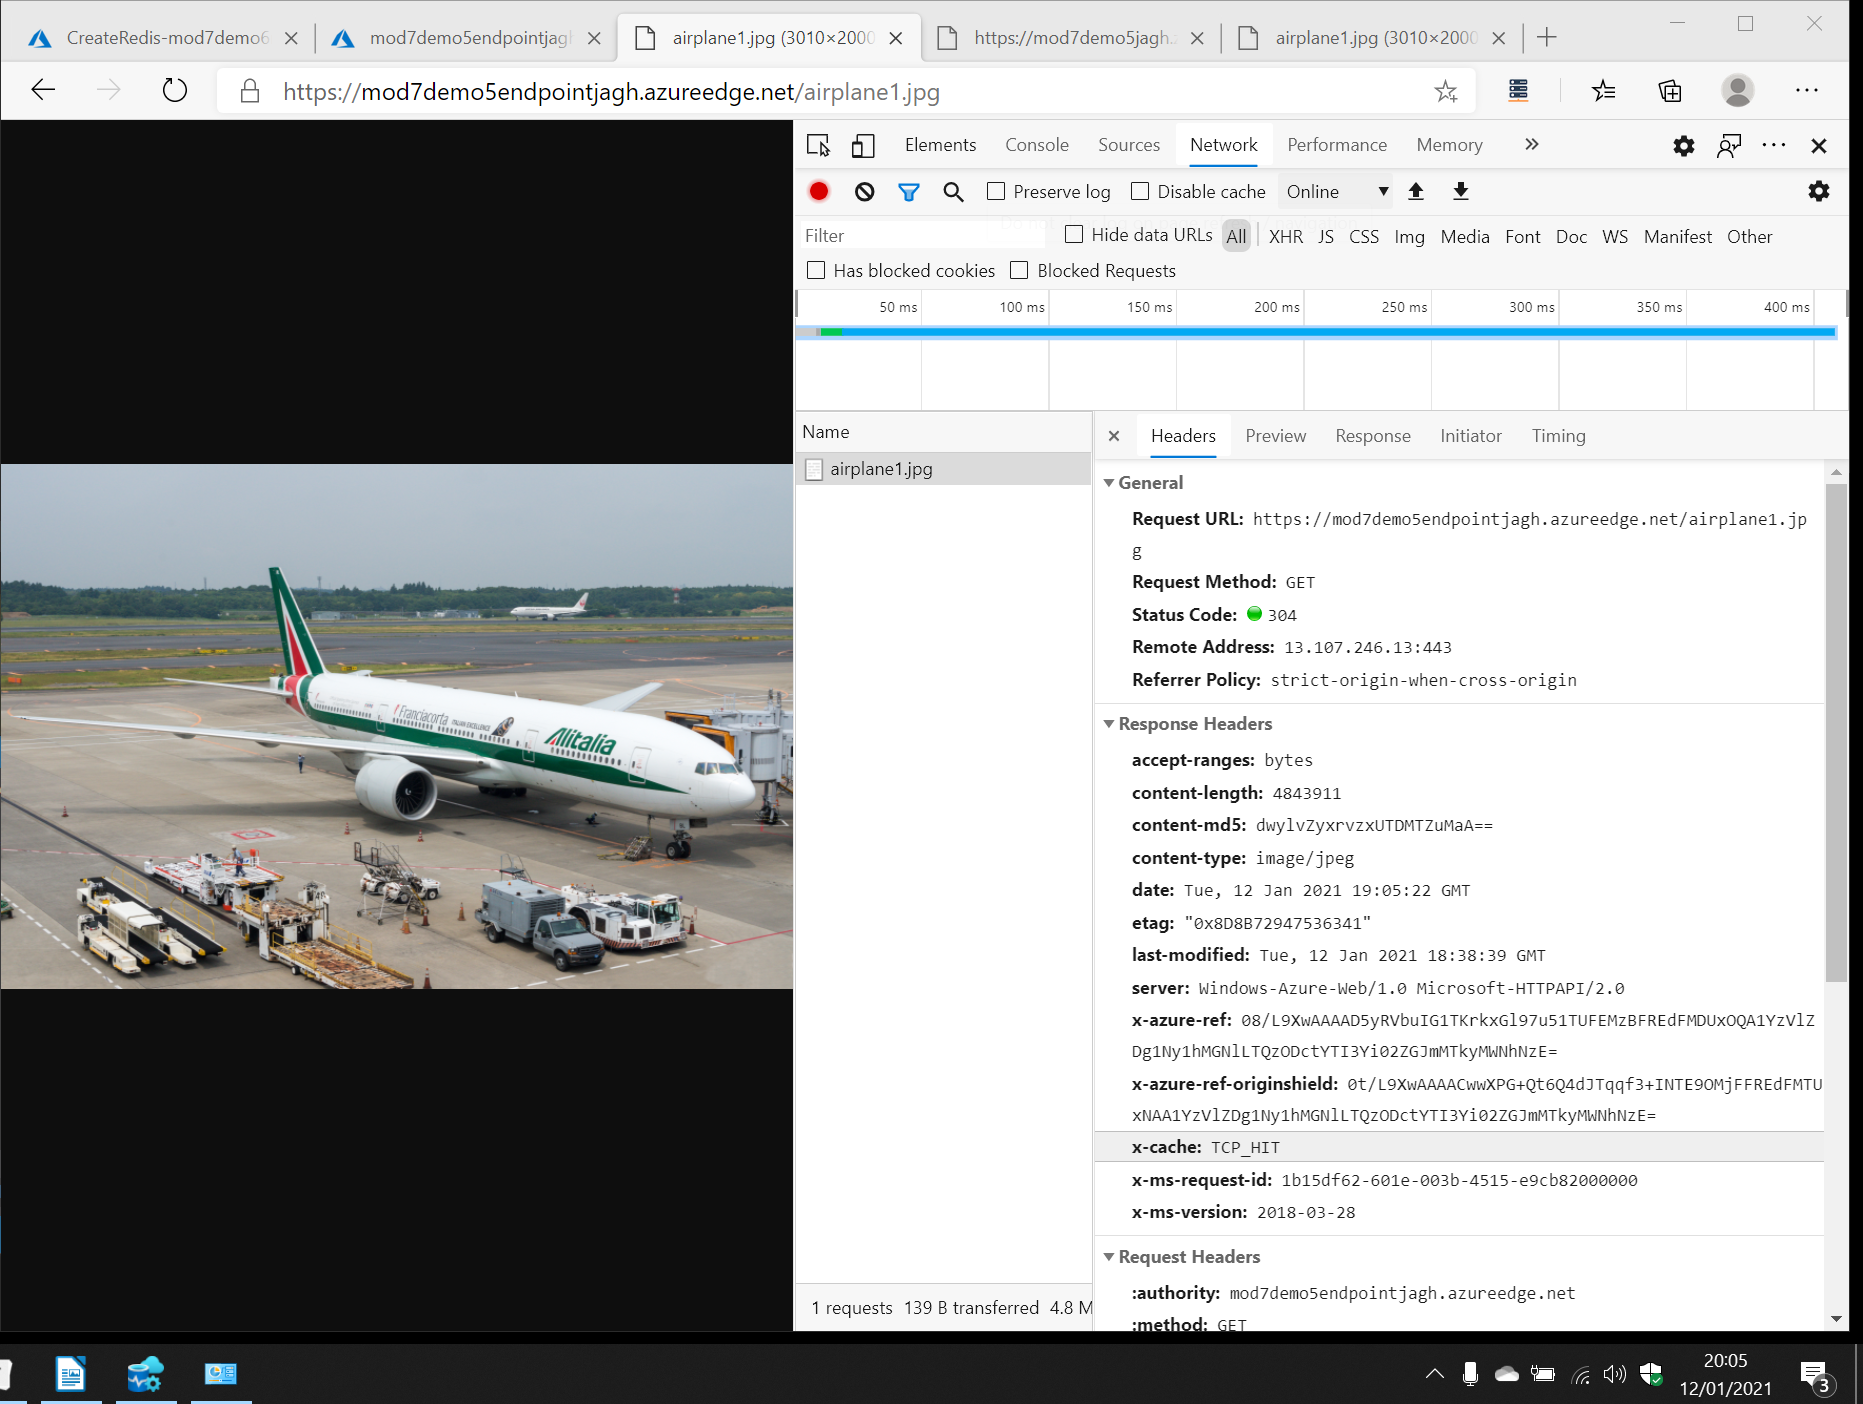 CreateRedis-mod7demo6
mod7demo5endpointjagh
airplane1.jpg (3010×2000
https://mod7demo5jagh.
airplane1.jpg (3010×2000
https://mod7demo5endpointjagh.azureedge.net/airplane1.jpg
Elements Console Sources Network Performance Memory
Preserve log Disable cache Online
Filter Hide data URLs All XHR JS CSS Img Media Font Doc WS Manifest Other
Has blocked cookies Blocked Requests
50 ms 100 ms 150 ms 200 ms 250 ms 300 ms 350 ms 400 ms
Name
airplane1.jpg
Headers Preview Response Initiator Timing
General
Request URL: https://mod7demo5endpointjagh.azureedge.net/airplane1.jp
g
Request Method: GET
Status Code: 304
Remote Address: 13.107.246.13:443
Referrer Policy: strict-origin-when-cross-origin
Response Headers
accept-ranges: bytes
content-length: 4843911
content-md5: dwylvZyxrvzxUTDMTZuMaA==
content-type: image/jpeg
date: Tue, 12 Jan 2021 19:05:22 GMT
etag: "0x8D8B72947536341"
last-modified: Tue, 12 Jan 2021 18:38:39 GMT
server: Windows-Azure-Web/1.0 Microsoft-HTTPAPI/2.0
x-azure-ref: 08/L9XwAAAAD5yRVbuIG1TKrkxGl97u51TUFEMzBFREdFMDUxOQA1YzVlZ
Dg1Ny1hMGNlLTQzODctYTI3Yi02ZGJmMTkyMWNhNzE=
x-azure-ref-originshield: 0t/L9XwAAAACwwXPG+Qt6Q4dJTqqf3+INTE9OMjFFREdFMTU
xNAA1YzVlZDg1Ny1hMGNlLTQzODctYTI3Yi02ZGJmMTkyMWNhNzE=
x-cache: TCP_HIT
x-ms-request-id: 1b15df62-601e-003b-4515-e9cb82000000
x-ms-version: 2018-03-28
Request Headers
:authority: mod7demo5endpointjagh.azureedge.net
:method: GET
1 requests 139 B transferred 4.8 M
Franciacorta
ITALIAN EXCELLENCE
Alitalia
20:05
12/01/2021
3